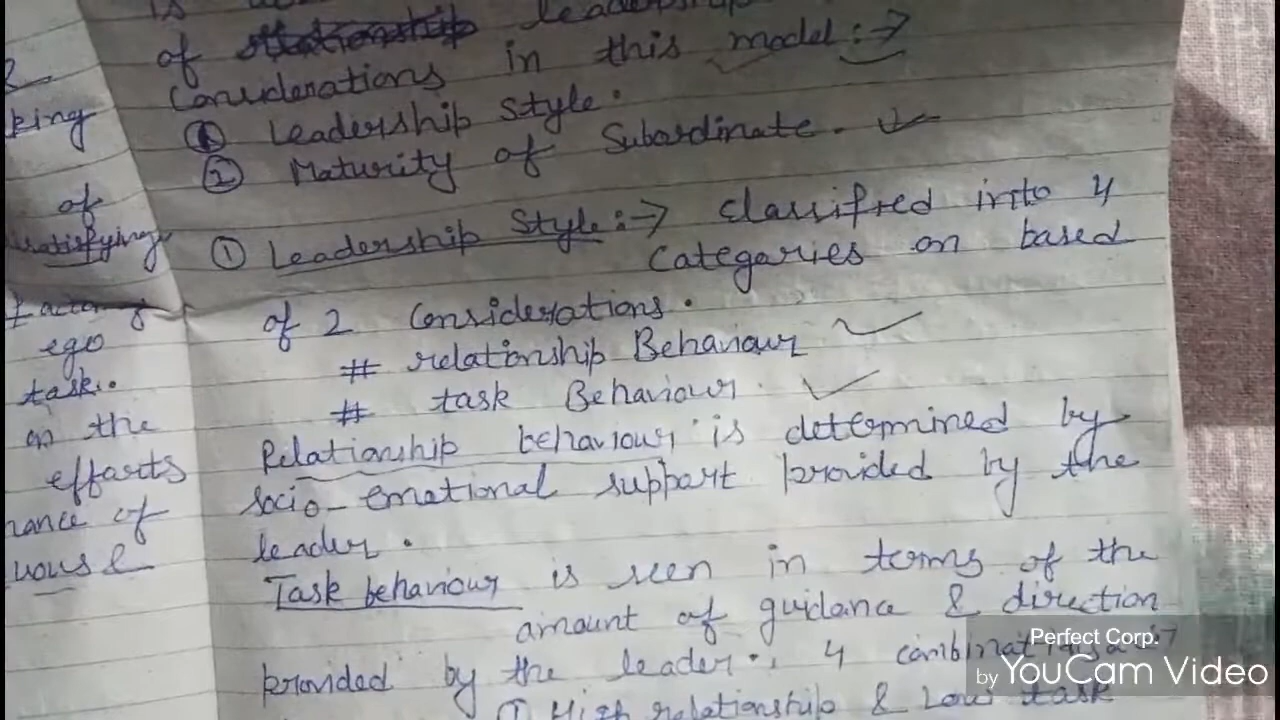 of leadership
Considerations in this model :→
① Leadership Style.
② Maturity of Subordinate.
① Leadership Style :→ classified into 4
categories on based
of 2 Considerations.
# relationship Behaviour
# task Behaviour
Relationship behaviour is determined by
socio-emotional support provided by the
leader.
Task behaviour is seen in terms of the
amount of guidance & direction
provided by the leader. 4
① High relationship & Low task
king
of
satisfying
ego
task.
on the
efforts
of
&
Perfect Corp.
by YouCam Video